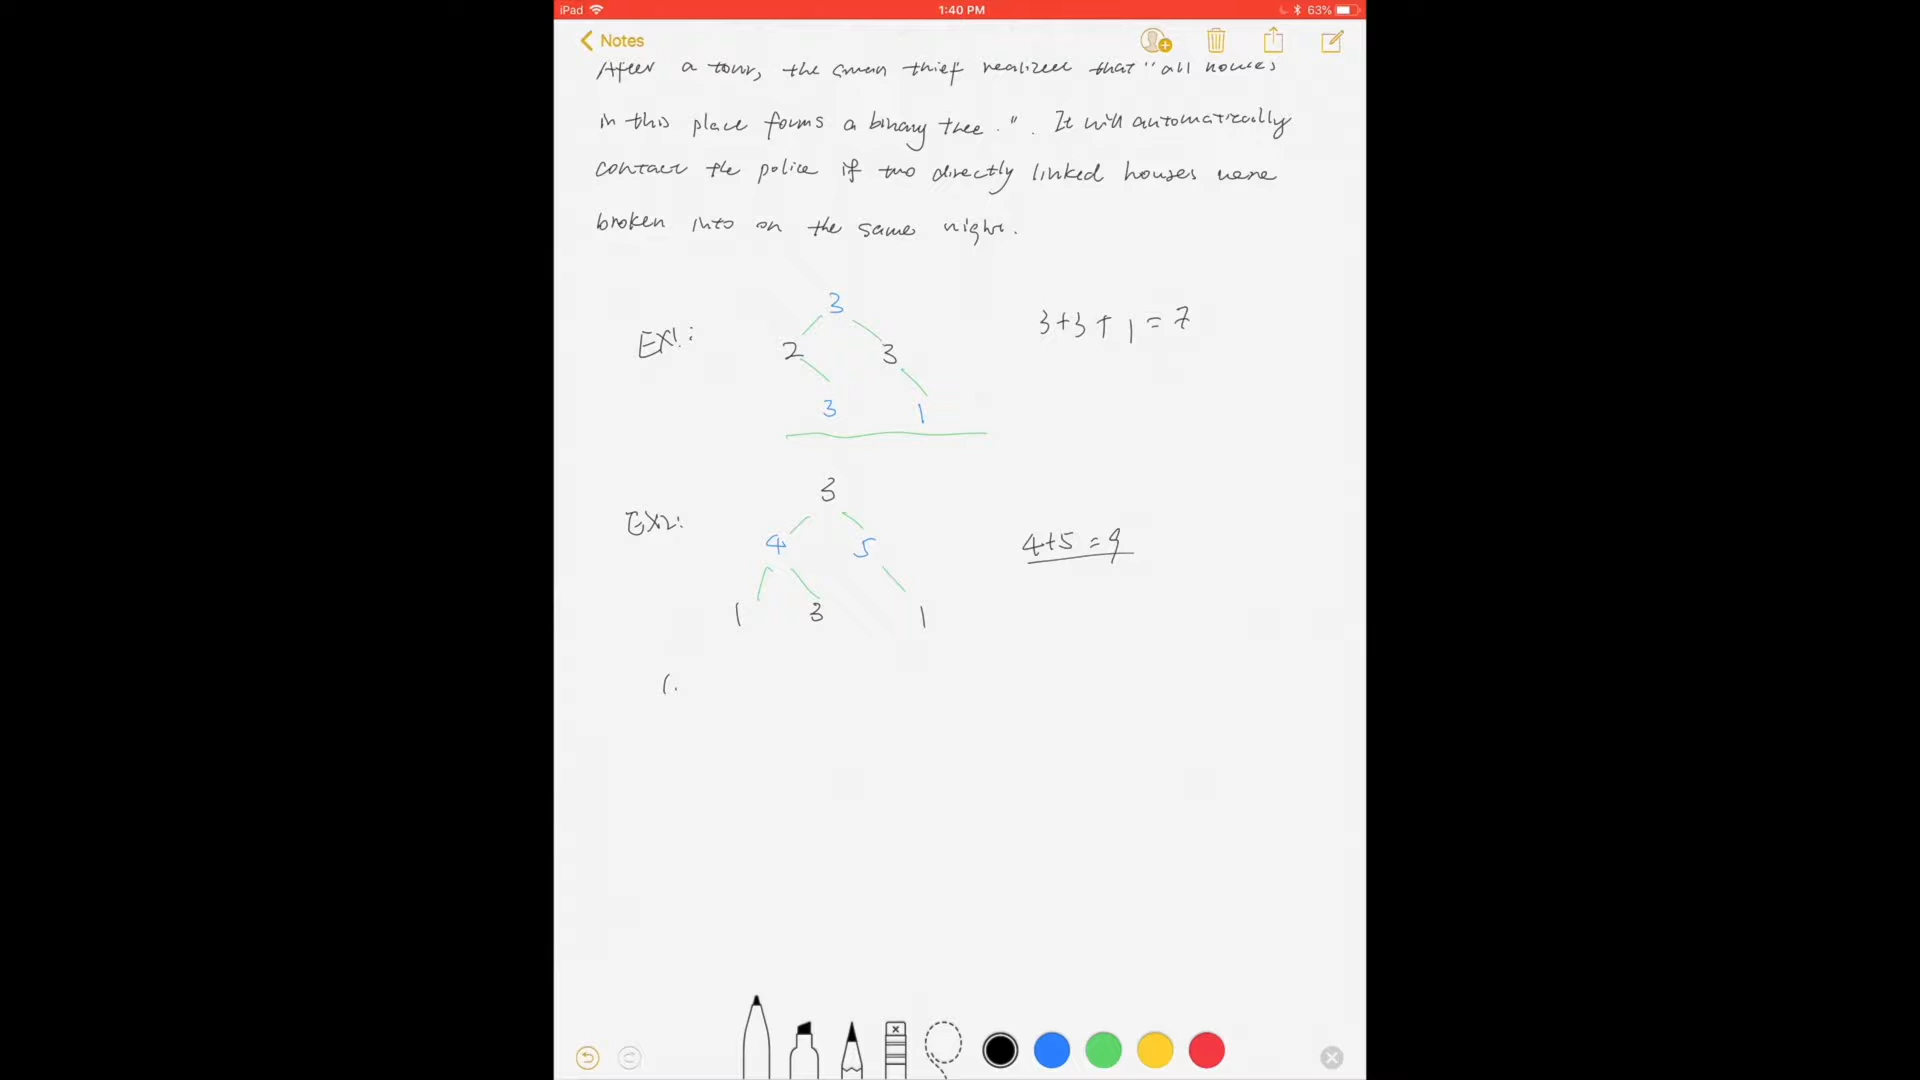 iPad 1:40 PM 63%
Notes
After a tour, the smart thief realized that "all houses
in this place forms a binary tree.". It will automatically
contact the police if two directly linked houses were
broken into on the same night.
3
EX1: 2 3 3+3+1=7
3 1
3
EX2: 4 5 4+5=9
1 3 1
(.